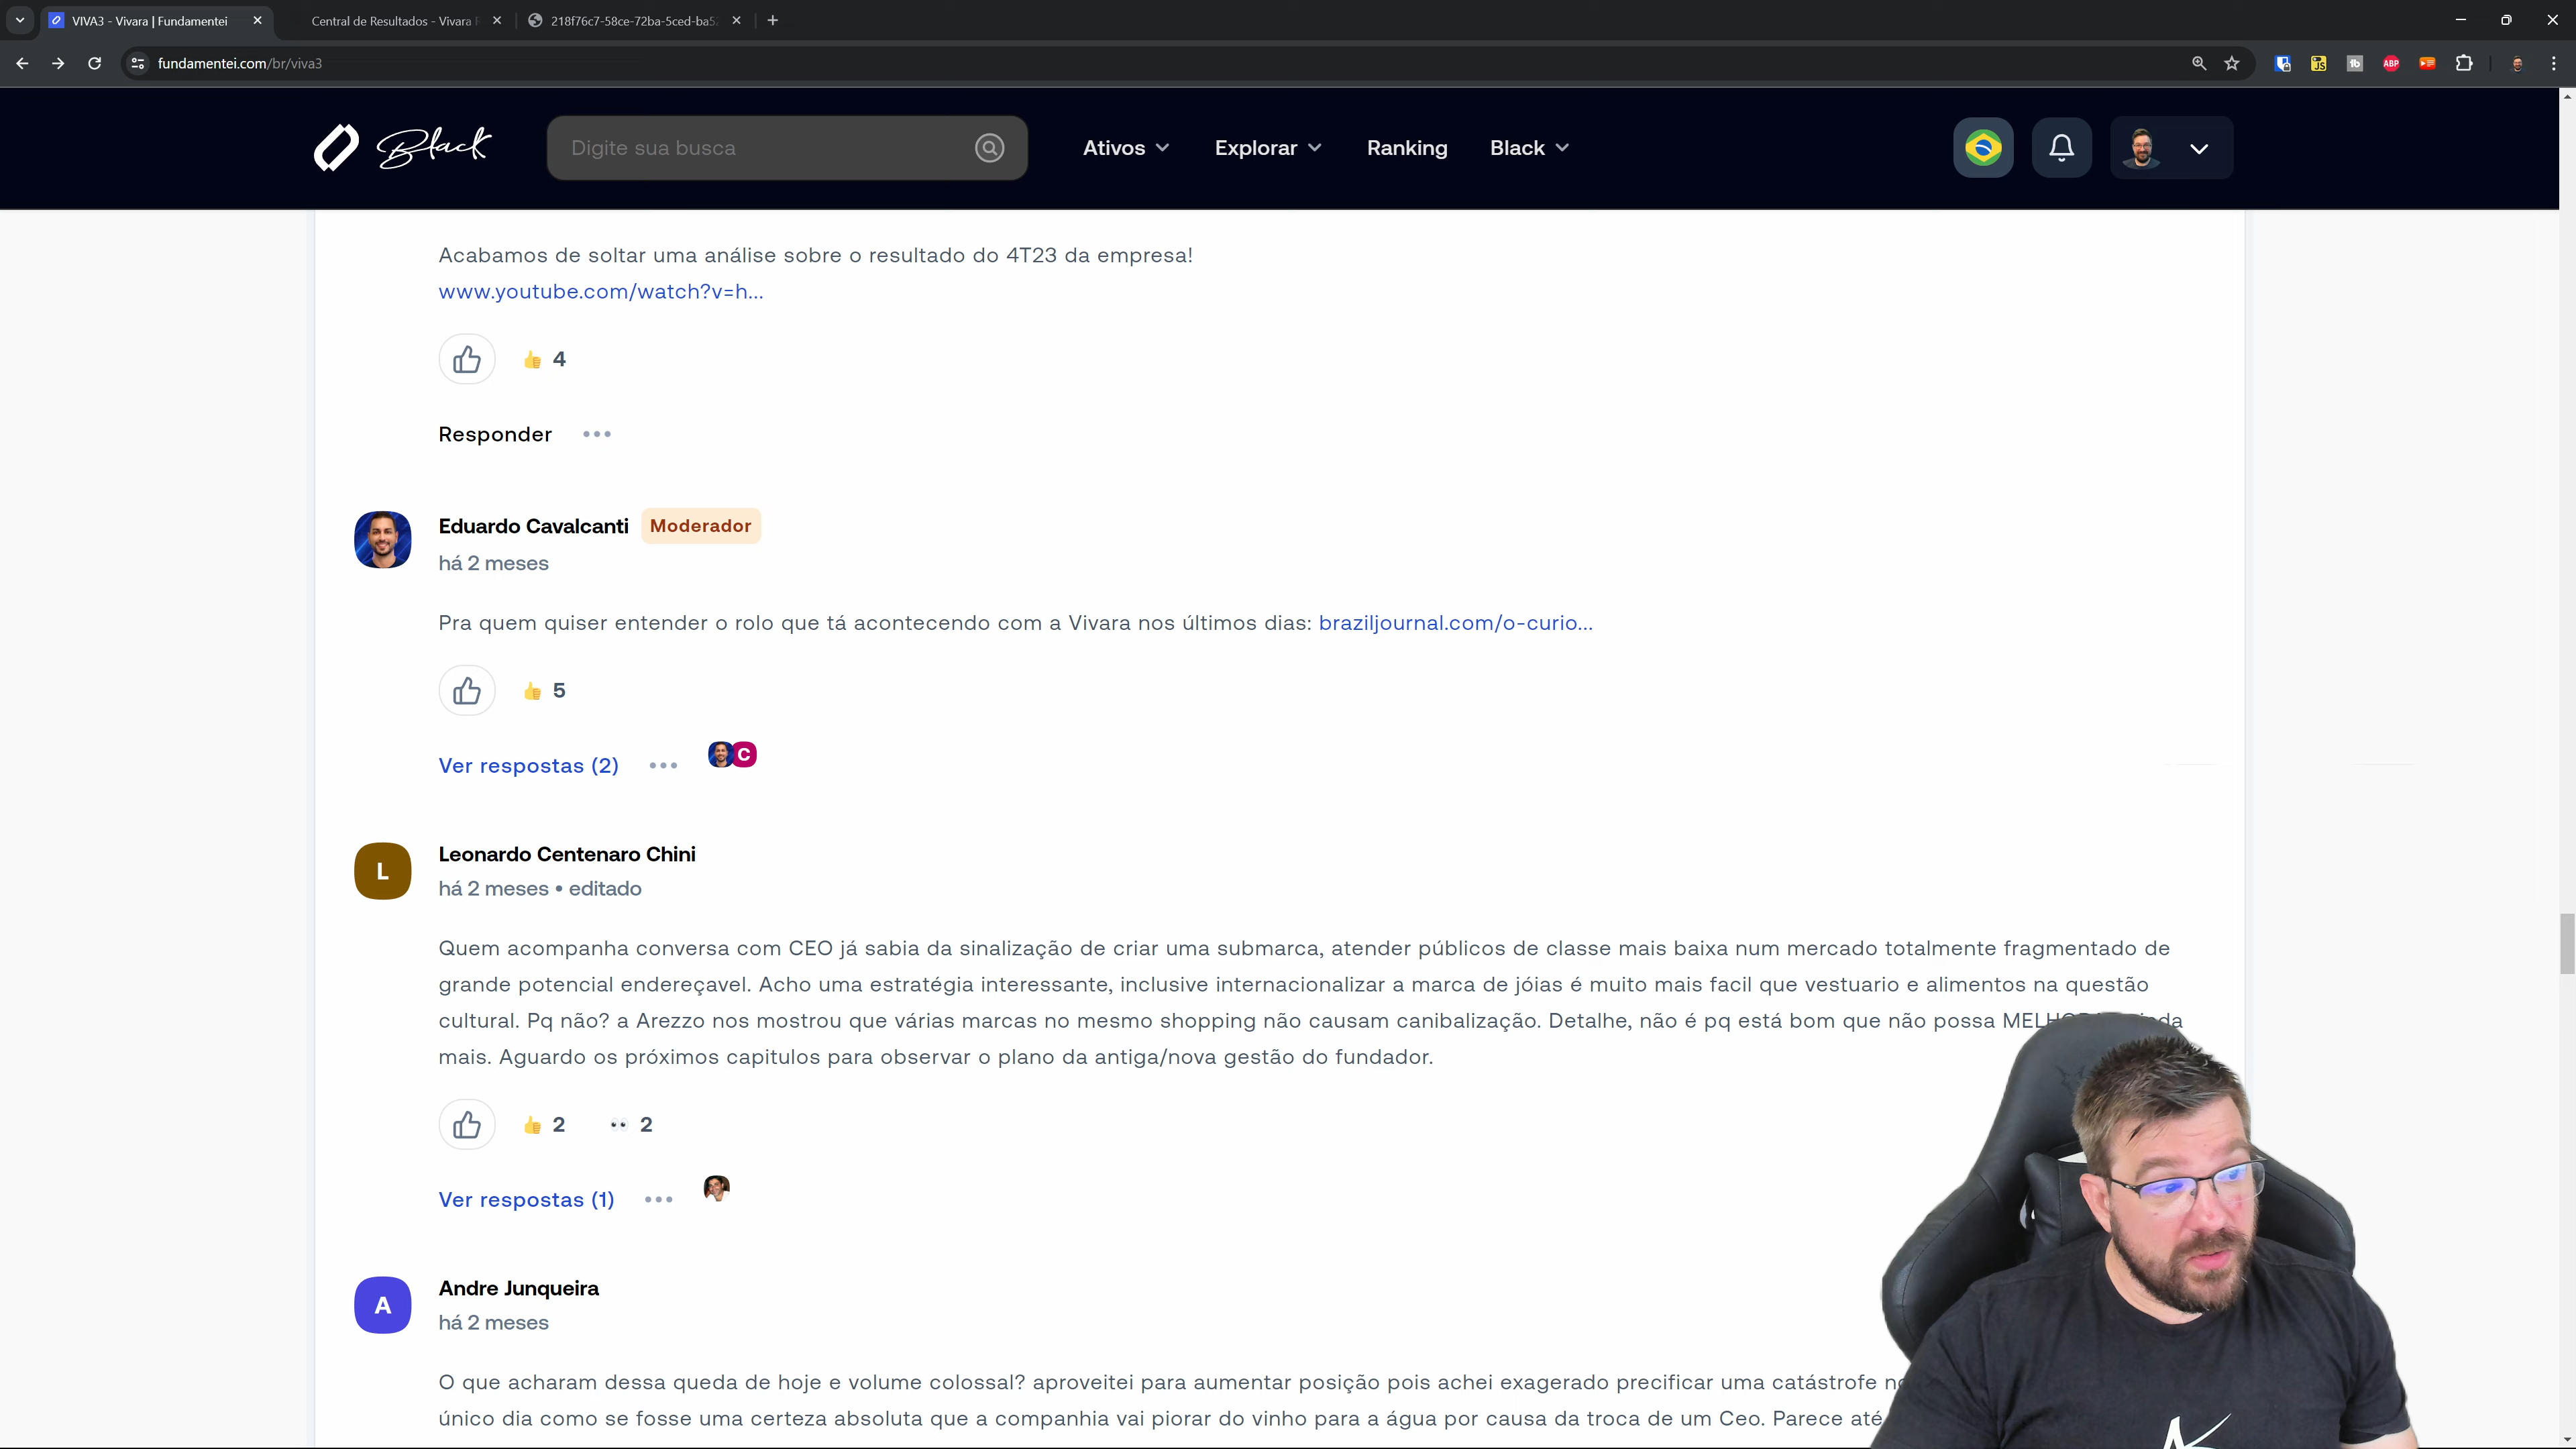 VIVA3 - Vivara | Fundamentei
Central de Resultados - Vivara
218f76c7-58ce-72ba-5ced-ba5
fundamentei.com/br/viva3
ABP
Black
Digite sua busca
Ativos
Explorar
Ranking
Black
Acabamos de soltar uma análise sobre o resultado do 4T23 da empresa!
www.youtube.com/watch?v=h...
4
Responder
Eduardo Cavalcanti Moderador
há 2 meses
Pra quem quiser entender o rolo que tá acontecendo com a Vivara nos últimos dias: braziljournal.com/o-curio...
5
Ver respostas (2)
C
L
Leonardo Centenaro Chini
há 2 meses • editado
Quem acompanha conversa com CEO já sabia da sinalização de criar uma submarca, atender públicos de classe mais baixa num mercado totalmente fragmentado de
grande potencial endereçavel. Acho uma estratégia interessante, inclusive internacionalizar a marca de jóias é muito mais facil que vestuario e alimentos na questão
cultural. Pq não? a Arezzo nos mostrou que várias marcas no mesmo shopping não causam canibalização. Detalhe, não é pq está bom que não possa
mais. Aguardo os próximos capitulos para observar o plano da antiga/nova gestão do fundador.
2
2
Ver respostas (1)
A
Andre Junqueira
há 2 meses
O que acharam dessa queda de hoje e volume colossal? aproveitei para aumentar posição pois achei exagerado precificar uma catástrofe
único dia como se fosse uma certeza absoluta que a companhia vai piorar do vinho para a água por causa da troca de um Ceo. Parece até